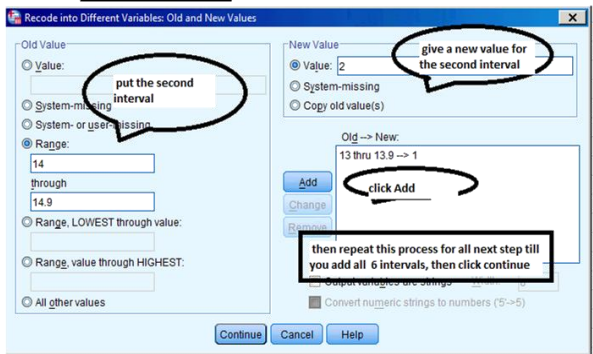 Recode into Different Variables: Old and New Values
Old Value
Value:
put the second
interval
System-missing
System- or user-missing
Range:
14
through
14.9
Range, LOWEST through value:
Range, value through HIGHEST:
All other values
New Value
give a new value for
the second interval
Value: 2
System-missing
Copy old value(s)
Old --> New:
13 thru 13.9 --> 1
Add
Change
Remove
click Add
then repeat this process for all next step till
you add all 6 intervals, then click continue
Output variables are strings Width: 8
Convert numeric strings to numbers ('5'->5)
Continue
Cancel
Help